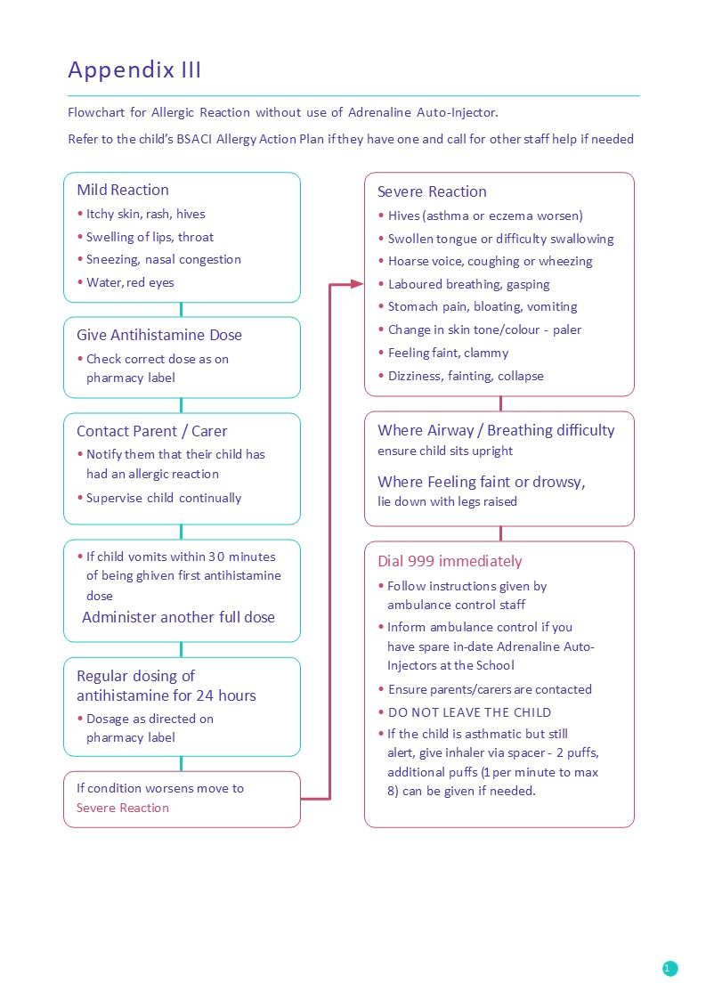 Appendix III
Flowchart for Allergic Reaction without use of Adrenaline Auto-Injector.
Refer to the child’s BSACI Allergy Action Plan if they have one and call for other staff help if needed
Mild Reaction
• Itchy skin, rash, hives
• Swelling of lips, throat
• Sneezing, nasal congestion
• Water, red eyes
Give Antihistamine Dose
• Check correct dose as on
pharmacy label
Contact Parent / Carer
• Notify them that their child has
had an allergic reaction
• Supervise child continually
• If child vomits within 30 minutes
of being ghiven first antihistamine
dose
Administer another full dose
Regular dosing of
antihistamine for 24 hours
• Dosage as directed on
pharmacy label
If condition worsens move to
Severe Reaction
Severe Reaction
• Hives (asthma or eczema worsen)
• Swollen tongue or difficulty swallowing
• Hoarse voice, coughing or wheezing
• Laboured breathing, gasping
• Stomach pain, bloating, vomiting
• Change in skin tone/colour - paler
• Feeling faint, clammy
• Dizziness, fainting, collapse
Where Airway / Breathing difficulty
ensure child sits upright
Where Feeling faint or drowsy,
lie down with legs raised
Dial 999 immediately
• Follow instructions given by
ambulance control staff
• Inform ambulance control if you
have spare in-date Adrenaline Auto-
Injectors at the School
• Ensure parents/carers are contacted
• DO NOT LEAVE THE CHILD
• If the child is asthmatic but still
alert, give inhaler via spacer - 2 puffs,
additional puffs (1 per minute to max
8) can be given if needed.
1